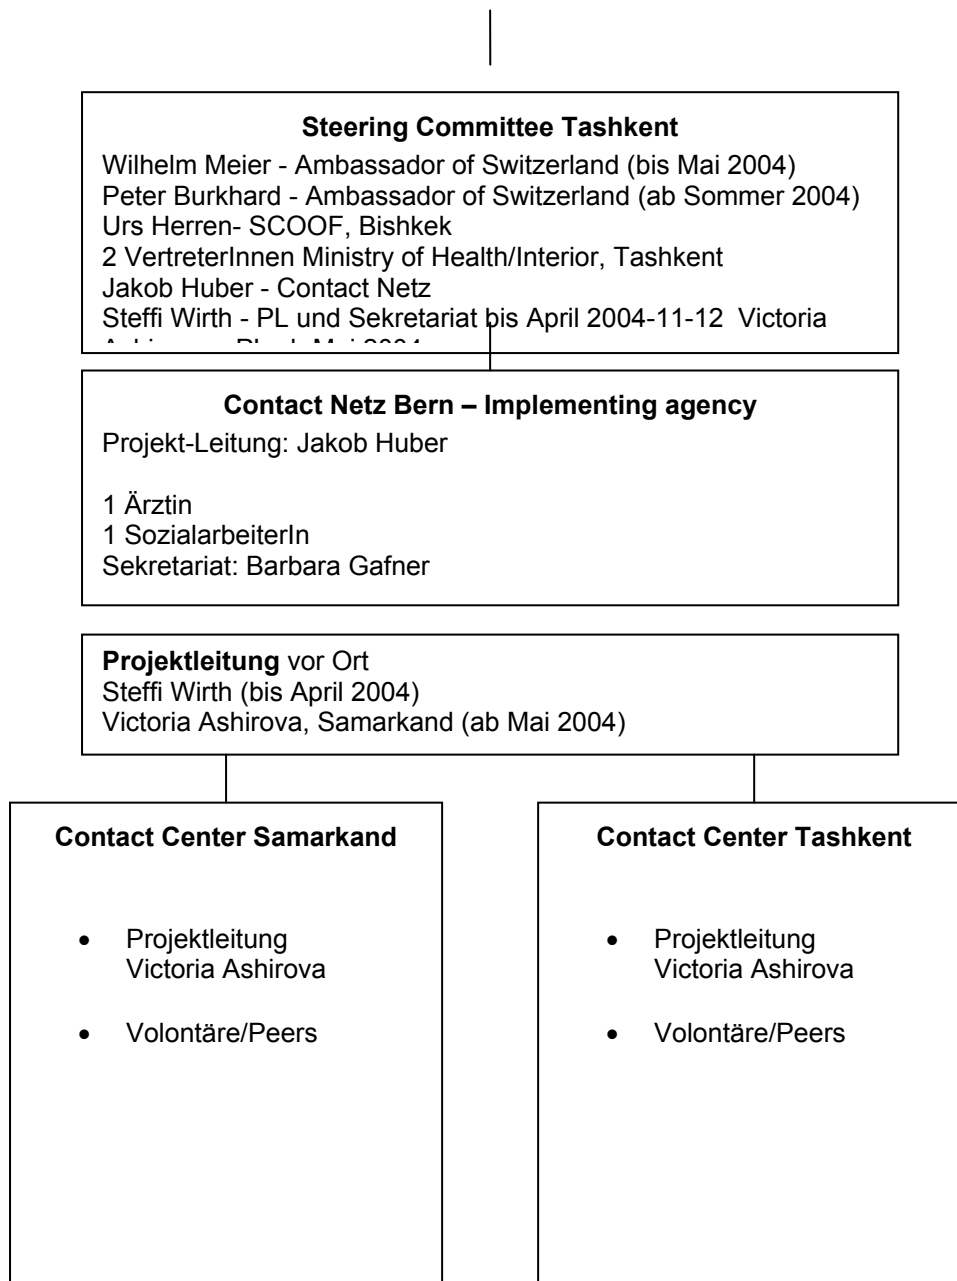 Steering Committee Tashkent
Wilhelm Meier - Ambassador of Switzerland (bis Mai 2004)
Peter Burkhard - Ambassador of Switzerland (ab Sommer 2004)
Urs Herren- SCOOF, Bishkek
2 VertreterInnen Ministry of Health/Interior, Tashkent
Jakob Huber - Contact Netz
Steffi Wirth - PL und Sekretariat bis April 2004-11-12 Victoria
Contact Netz Bern – Implementing agency
Projekt-Leitung: Jakob Huber
1 Ärztin
1 SozialarbeiterIn
Sekretariat: Barbara Gafner
Projektleitung vor Ort
Steffi Wirth (bis April 2004)
Victoria Ashirova, Samarkand (ab Mai 2004)
Contact Center Samarkand
• Projektleitung
Victoria Ashirova
• Volontäre/Peers
Contact Center Tashkent
• Projektleitung
Victoria Ashirova
• Volontäre/Peers